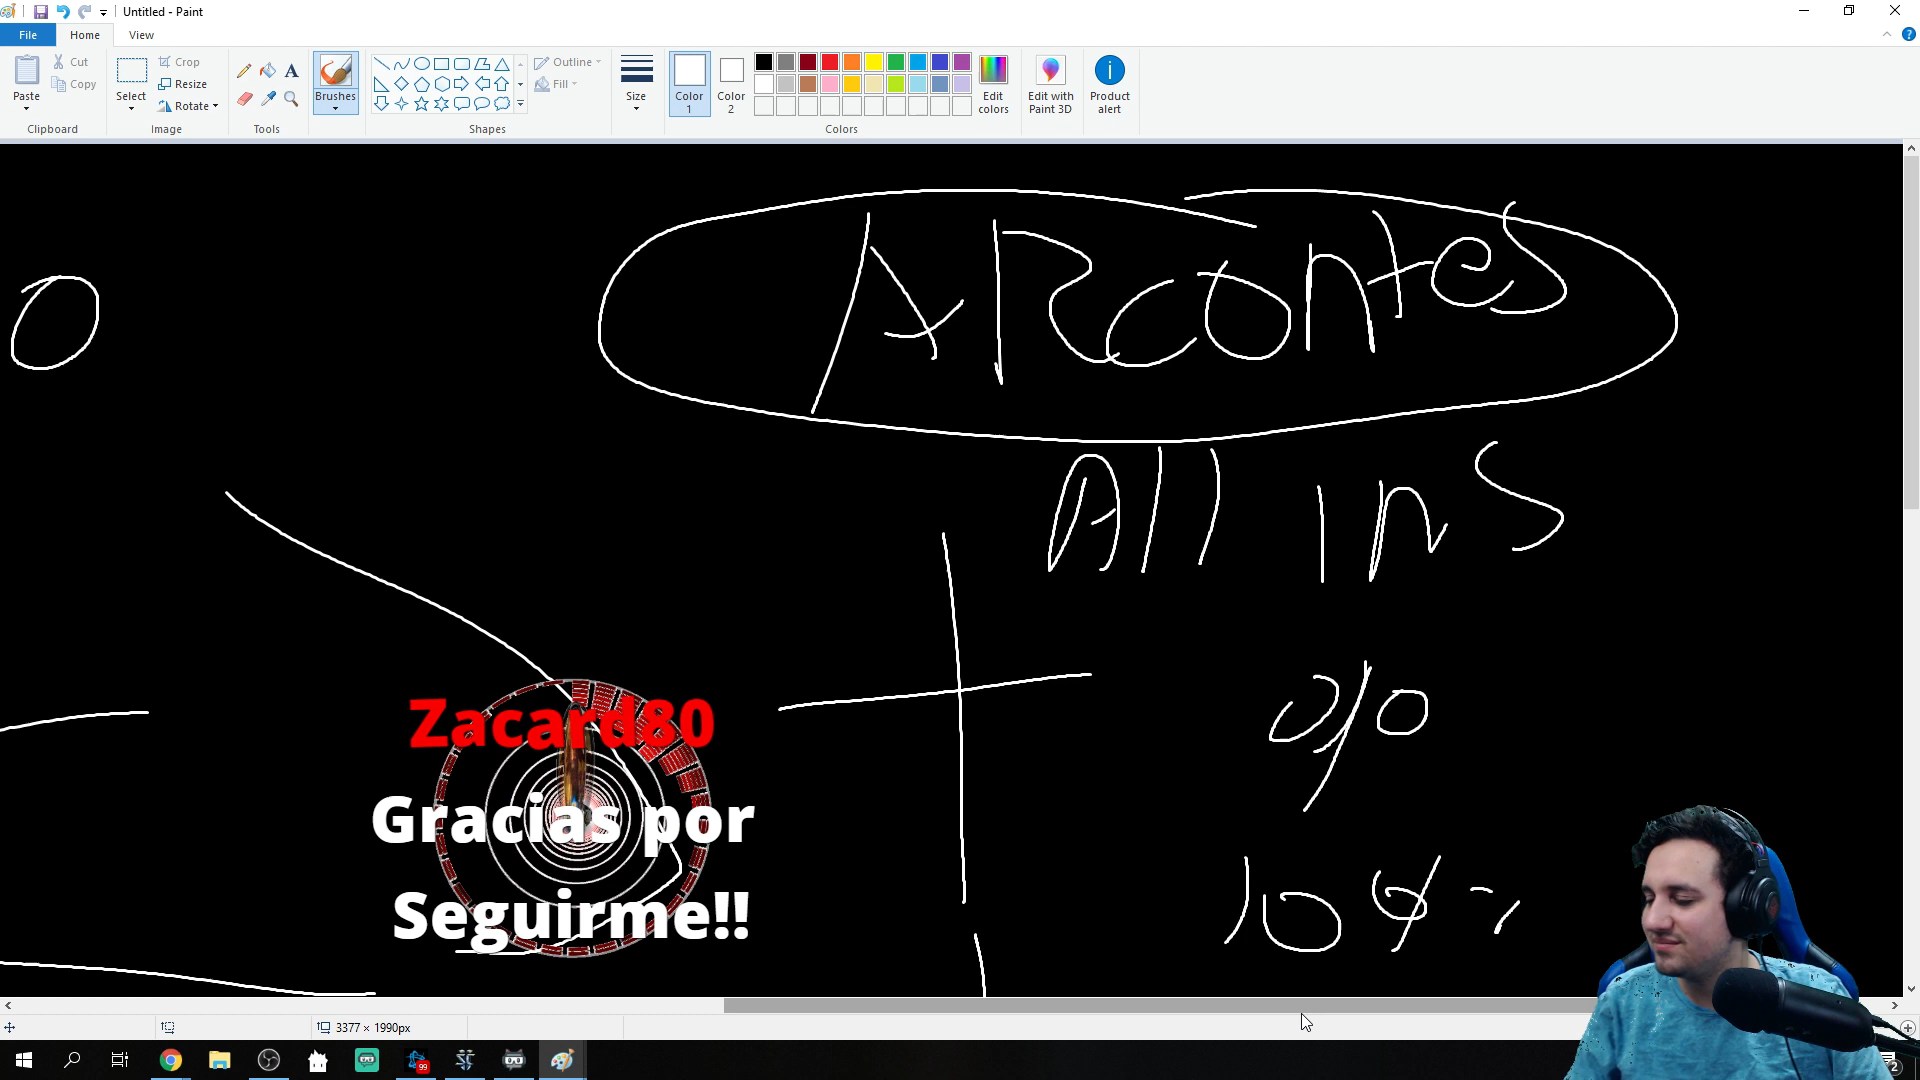 Untitled - Paint
File Home View
Paste
Cut
Copy
Clipboard
Select
Crop
Resize
Rotate
Image
Tools
Brushes
Outline
Fill
Shapes
Size
Color 1
Color 2
Edit colors
Colors
Edit with Paint 3D
Product alert
O
ARcontes
All Ins
Zacard80
Gracias por
Seguirme!!
3377 × 1990px
99
2